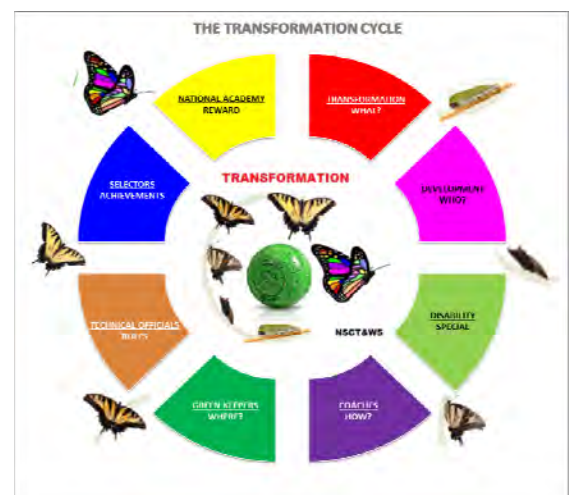 THE TRANSFORMATION CYCLE
NATIONAL ACADEMY
REWARD
TRANSFORMATION
WHAT?
SELECTORS
ACHIEVEMENTS
TRANSFORMATION
DEVELOPMENT
WHO?
TECHNICAL OFFICIALS
RULES
NSCT&WS
DISABILITY
SPECIAL
GREEN KEEPERS
WHERE?
COACHES
HOW?